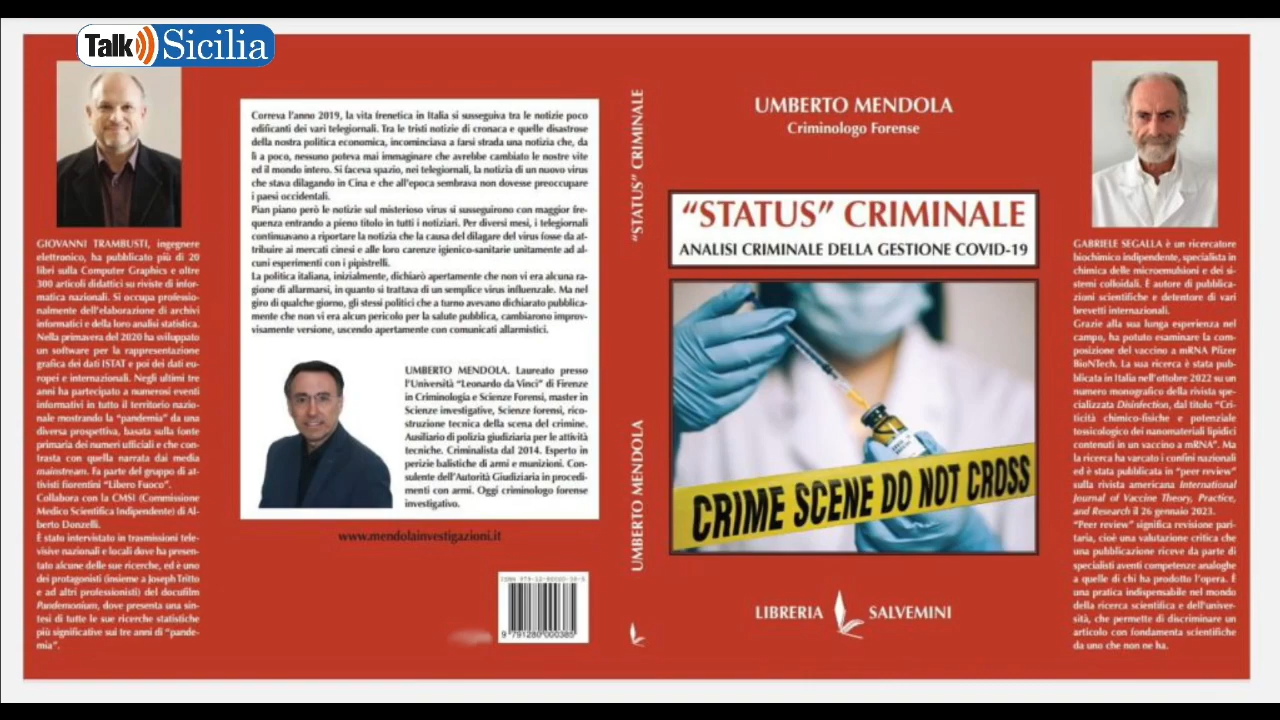 Talk Sicilia
GIOVANNI TRAMBUSTI, ingegnere
elettronico, ha pubblicato più di 20
libri sulla Computer Graphics e oltre
300 articoli didattici su riviste di infor-
matica nazionali. Si occupa professio-
nalmente dell'elaborazione di archivi
informatici e della loro analisi statistica.
Nella primavera del 2020 ha sviluppato
un software per la rappresentazione
grafica dei dati ISTAT e poi dei dati eu-
ropei e internazionali. Negli ultimi tre
anni ha partecipato a numerosi eventi
informativi in tutto il territorio nazio-
nale mostrando la "pandemia" da una
diversa prospettiva, basata sulla fonte
primaria dei numeri ufficiali e che con-
trasta con quella narrata dai media
mainstream. Fa parte del gruppo di at-
tivisti fiorentini "Libero Fuoco".
Collabora con la CMSI (Commissione
Medico Scientifica Indipendente) di Al-
berto Donzelli.
È stato intervistato in trasmissioni tele-
visive nazionali e locali dove ha presen-
tato alcune delle sue ricerche, ed è uno
dei protagonisti (insieme a Joseph Tritto
e ad altri professionisti) del docufilm
Pandemonium, dove presenta una sin-
tesi di tutte le sue ricerche statistiche
più significative sui tre anni di "pande-
mia".
Correva l'anno 2019, la vita frenetica in Italia si susseguiva tra le notizie poco
edificanti dei vari telegiornali. Tra le tristi notizie di cronaca e quelle disastrose
della nostra politica economica, incominciava a farsi strada una notizia che, da
lì a poco, nessuno poteva mai immaginare che avrebbe cambiato le nostre vite
ed il mondo intero. Si faceva spazio, nei telegiornali, la notizia di un nuovo virus
che stava dilagando in Cina e che all'epoca sembrava non dovesse preoccupare
i paesi occidentali.
Pian piano però le notizie sul misterioso virus si susseguirono con maggior fre-
quenza entrando a pieno titolo in tutti i notiziari. Per diversi mesi, i telegiornali
continuavano a riportare la notizia che la causa del dilagare del virus fosse da at-
tribuire ai mercati cinesi e alle loro carenze igienico-sanitarie unitamente ad al-
cuni esperimenti con i pipistrelli.
La politica italiana, inizialmente, dichiarò apertamente che non vi era alcuna ra-
gione di allarmarsi, in quanto si trattava di un semplice virus influenzale. Ma nel
giro di qualche giorno, gli stessi politici che a turno avevano dichiarato pubblica-
mente che non vi era alcun pericolo per la salute pubblica, cambiarono improv-
visamente versione, uscendo apertamente con comunicati allarmistici.
UMBERTO MENDOLA. Laureato presso
l'Università "Leonardo da Vinci" di Firenze
in Criminologia e Scienze Forensi, master in
Scienze investigative, Scienze forensi, rico-
struzione tecnica della scena del crimine.
Ausiliario di polizia giudiziaria per le attività
tecniche. Criminalista dal 2014. Esperto in
perizie balistiche di armi e munizioni. Con-
sulente dell'Autorità Giudiziaria in procedi-
menti con armi. Oggi criminologo forense
investigativo.
www.mendolainvestigazioni.it
9 791280 000385
UMBERTO MENDOLA "STATUS" CRIMINALE
UMBERTO MENDOLA
Criminologo Forense
"STATUS" CRIMINALE
ANALISI CRIMINALE DELLA GESTIONE COVID-19
CRIME SCENE DO NOT CROSS
LIBRERIA SALVEMINI
GABRIELE SEGALLA è un ricercatore
biochimico indipendente, specialista in
chimica delle microemulsioni e dei si-
stemi colloidali. È autore di pubblica-
zioni scientifiche e detentore di vari
brevetti internazionali.
Grazie alla sua lunga esperienza nel
campo, ha potuto esaminare la com-
posizione del vaccino a mRNA Pfizer
BioNTech. La sua ricerca è stata pub-
blicata in Italia nell'ottobre 2022 su un
numero monografico della rivista spe-
cializzata Disinfection, dal titolo "Cri-
ticità chimico-fisiche e potenziale
tossicologico dei nanomateriali lipidici
contenuti in un vaccino a mRNA". Ma
la ricerca ha varcato i confini nazionali
ed è stata pubblicata in "peer review"
sulla rivista americana International
Journal of Vaccine Theory, Practice,
and Research il 26 gennaio 2023.
"Peer review" significa revisione pari-
taria, cioè una valutazione critica che
una pubblicazione riceve da parte di
specialisti aventi competenze analoghe
a quelle di chi ha prodotto l'opera. È
una pratica indispensabile nel mondo
della ricerca scientifica e dell'univer-
sità, che permette di discriminare un
articolo con fondamenta scientifiche
da uno che non ne ha.